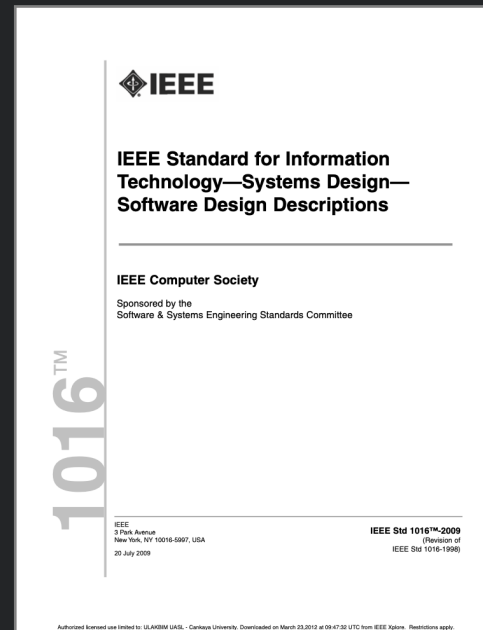 IEEE
IEEE Standard for Information
Technology—Systems Design—
Software Design Descriptions
IEEE Computer Society
Sponsored by the
Software & Systems Engineering Standards Committee
1016™
IEEE
3 Park Avenue
New York, NY 10016-5997, USA
20 July 2009
IEEE Std 1016™-2009
(Revision of
IEEE Std 1016-1998)
Authorized licensed use limited to: ULAKBIM UASL - Cankaya University. Downloaded on March 23,2012 at 09:47:32 UTC from IEEE Xplore. Restrictions apply.